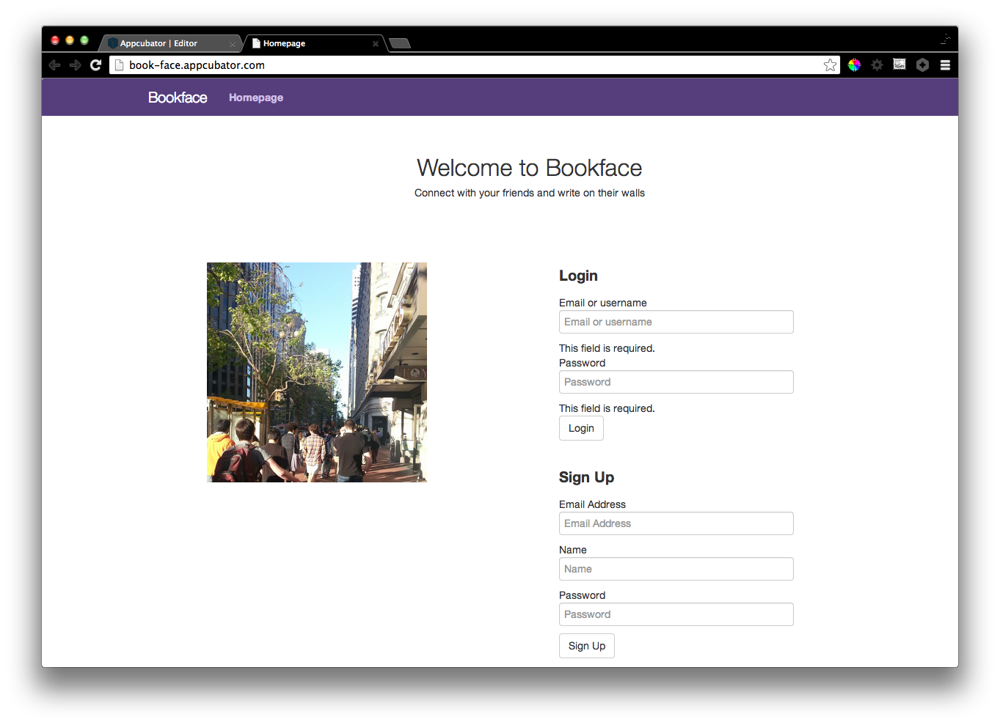 Appcubator | Editor
Homepage
book-face.appcubator.com
Bookface
Homepage
Welcome to Bookface
Connect with your friends and write on their walls
TOY
Login
Email or username
Email or username
This field is required.
Password
Password
This field is required.
Login
Sign Up
Email Address
Email Address
Name
Name
Password
Password
Sign Up